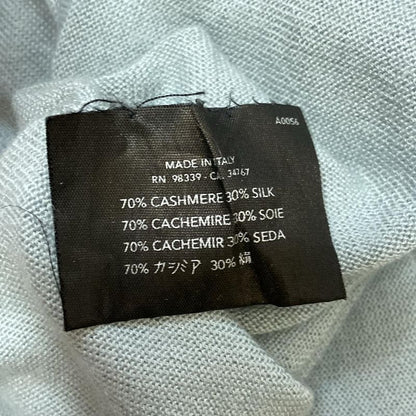 A0056
MADE IN ITALY
RN. 98339 - CA. 34767
70% CASHMERE 30% SILK
70% CACHEMIRE 30% SOIE
70% CACHEMIR 30% SEDA
70% カシミア 30% 絹